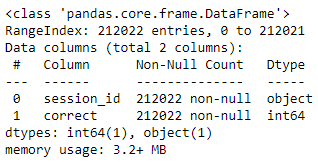 <class 'pandas.core.frame.DataFrame'>
RangeIndex: 212022 entries, 0 to 212021
Data columns (total 2 columns):
 #   Column      Non-Null Count   Dtype
---  ------      --------------   -----
 0   session_id  212022 non-null  object
 1   correct     212022 non-null  int64
dtypes: int64(1), object(1)
memory usage: 3.2+ MB